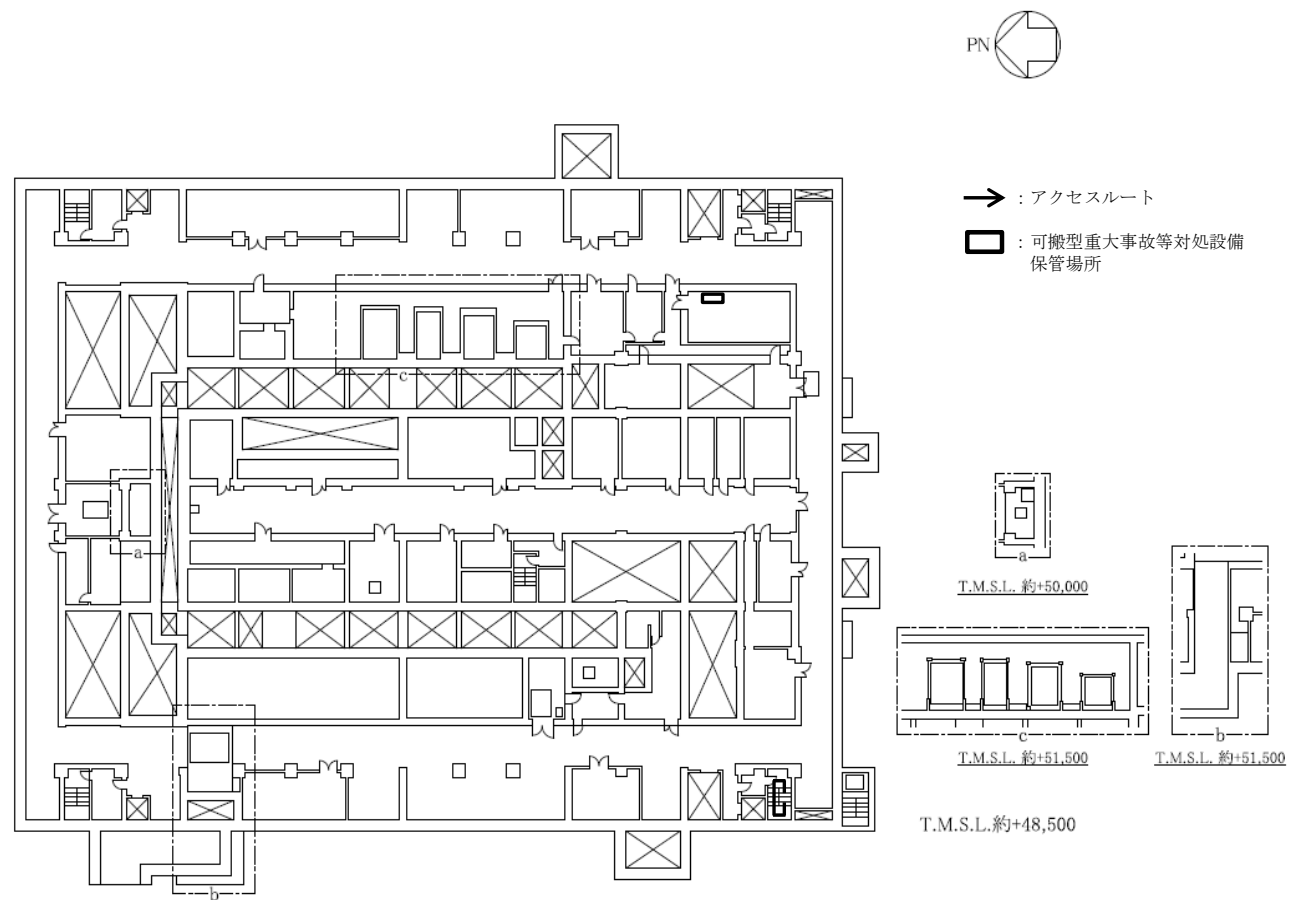 PN
: アクセスルート
: 可搬型重大事故等対処設備
保管場所
c
a
a
T.M.S.L. 約+50,000
c
T.M.S.L. 約+51,500
b
T.M.S.L. 約+51,500
T.M.S.L.約+48,500
b